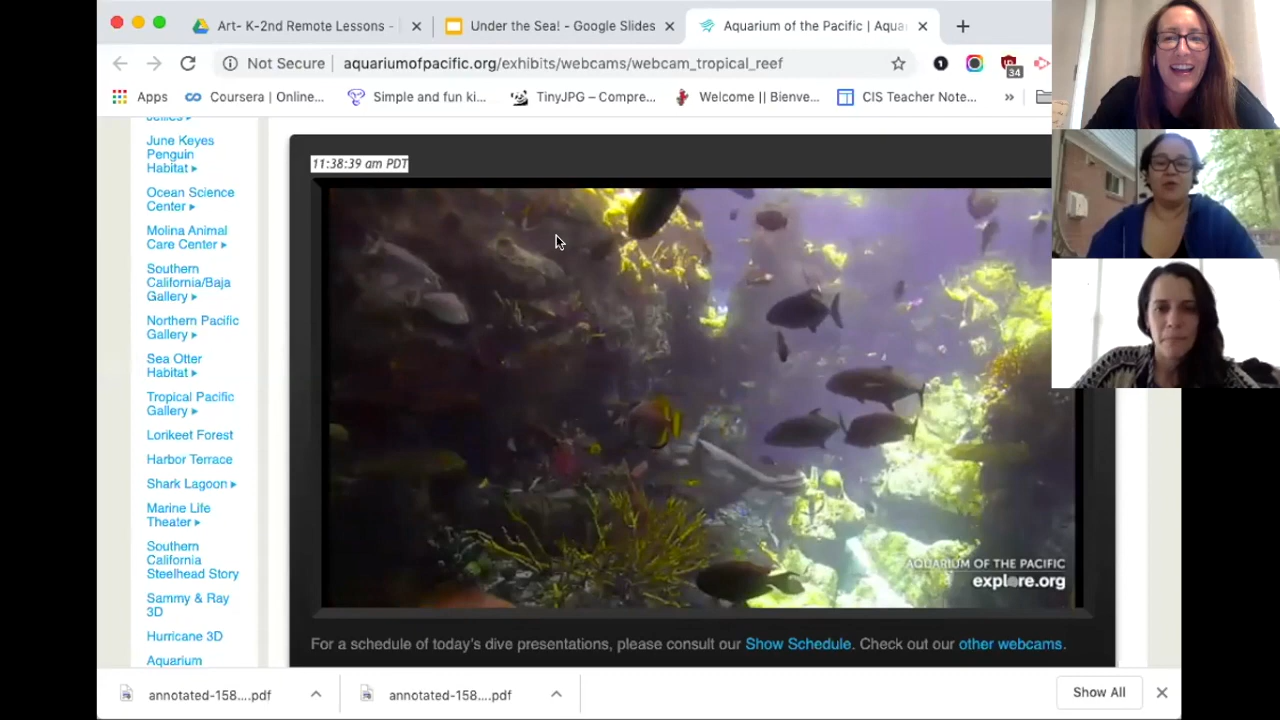 Art- K-2nd Remote Lessons -
Under the Sea! - Google Slides
Aquarium of the Pacific | Aqua
Not Secure
aquariumofpacific.org/exhibits/webcams/webcam_tropical_reef
34
Apps
Coursera | Online...
Simple and fun ki...
TinyJPG – Compre...
Welcome || Bienve...
CIS Teacher Note...
»
Jellies
June Keyes
Penguin
Habitat
Ocean Science
Center
Molina Animal
Care Center
Southern
California/Baja
Gallery
Northern Pacific
Gallery
Sea Otter
Habitat
Tropical Pacific
Gallery
Lorikeet Forest
Harbor Terrace
Shark Lagoon
Marine Life
Theater
Southern
California
Steelhead Story
Sammy & Ray
3D
Hurricane 3D
Aquarium
11:38:39 am PDT
AQUARIUM OF THE PACIFIC
explore.org
For a schedule of today's dive presentations, please consult our Show Schedule. Check out our other webcams.
annotated-158....pdf
annotated-158....pdf
Show All